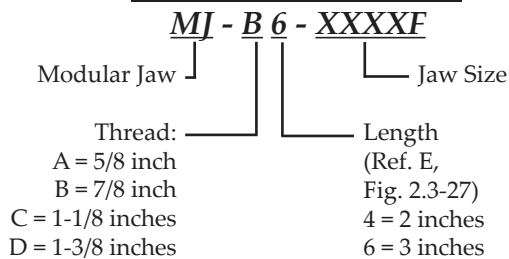 MJ - B 6 - XXXXF
Modular Jaw
Jaw Size
Thread:
A = 5/8 inch
B = 7/8 inch
C = 1-1/8 inches
D = 1-3/8 inches
Length
(Ref. E,
Fig. 2.3-27)
4 = 2 inches
6 = 3 inches